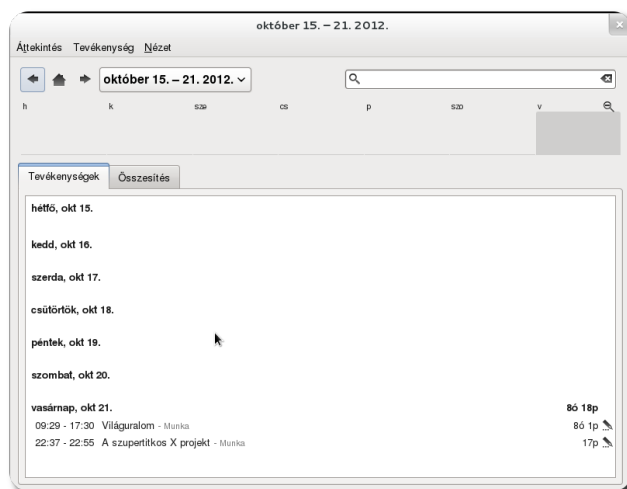 október 15. – 21. 2012.
Áttekintés Tevékenység Nézet
október 15. – 21. 2012.
h k sze cs p szo v
Tevékenységek Összesítés
hétfő, okt 15.
kedd, okt 16.
szerda, okt 17.
csütörtök, okt 18.
péntek, okt 19.
szombat, okt 20.
vasárnap, okt 21. 8ó 18p
09:29 - 17:30 Világuralom - Munka 8ó 1p
22:37 - 22:55 A szupertitkos X projekt - Munka 17p